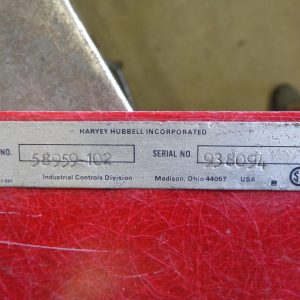 HARVEY HUBBELL INCORPORATED
NO. 58959-102 SERIAL NO. 938094
Industrial Controls Division Madison, Ohio 44057 USA